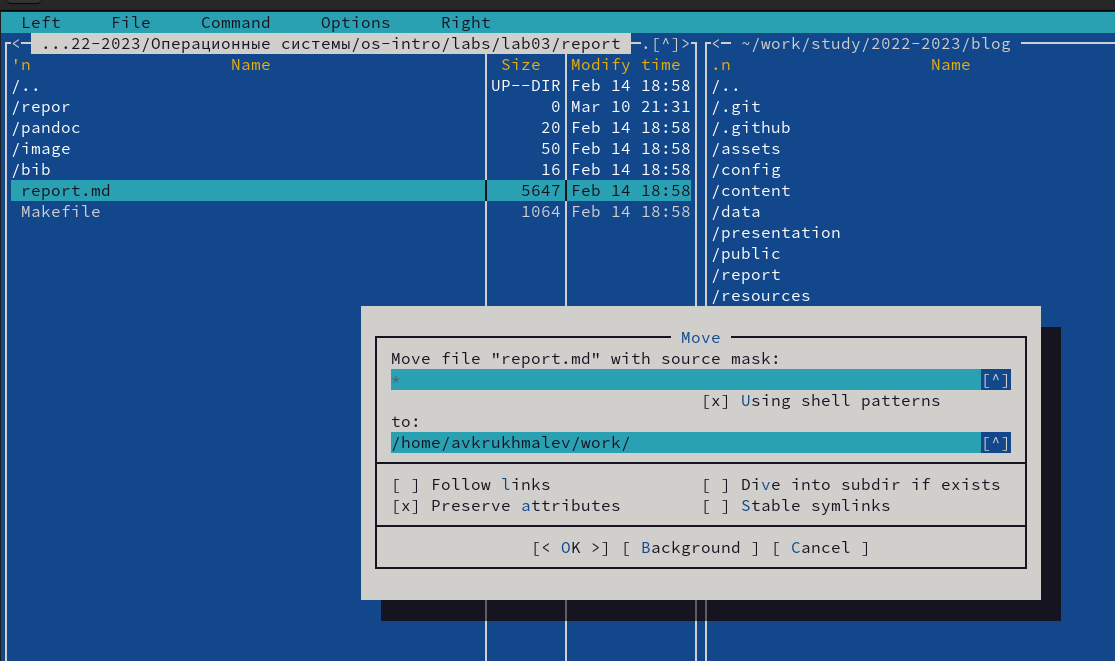 Left File Command Options Right
<─ ...22-2023/Операционные системы/os-intro/labs/lab03/report ─.[^]>
'n Name Size Modify time
/.. UP--DIR Feb 14 18:58
/repor 0 Mar 10 21:31
/pandoc 20 Feb 14 18:58
/image 50 Feb 14 18:58
/bib 16 Feb 14 18:58
report.md 5647 Feb 14 18:58
Makefile 1064 Feb 14 18:58
<─ ~/work/study/2022-2023/blog
.n Name
/..
/.git
/.github
/assets
/config
/content
/data
/presentation
/public
/report
/resources
Move
Move file "report.md" with source mask:
* [^]
[x] Using shell patterns
to:
/home/avkrukhmalev/work/ [^]
[ ] Follow links [ ] Dive into subdir if exists
[x] Preserve attributes [ ] Stable symlinks
[< OK >] [ Background ] [ Cancel ]